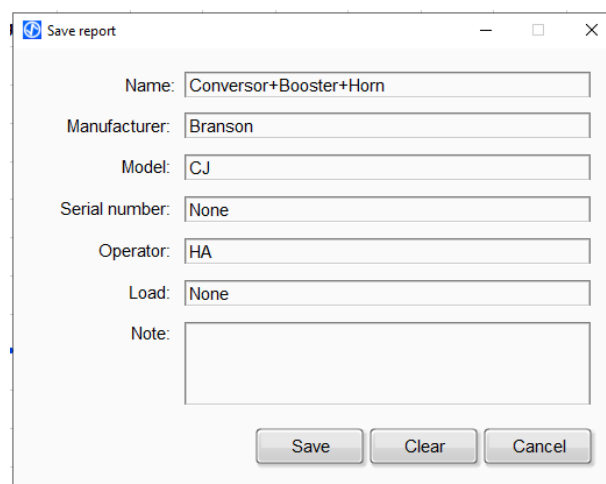 Save report
Name: Conversor+Booster+Horn
Manufacturer: Branson
Model: CJ
Serial number: None
Operator: HA
Load: None
Note:
Save Clear Cancel